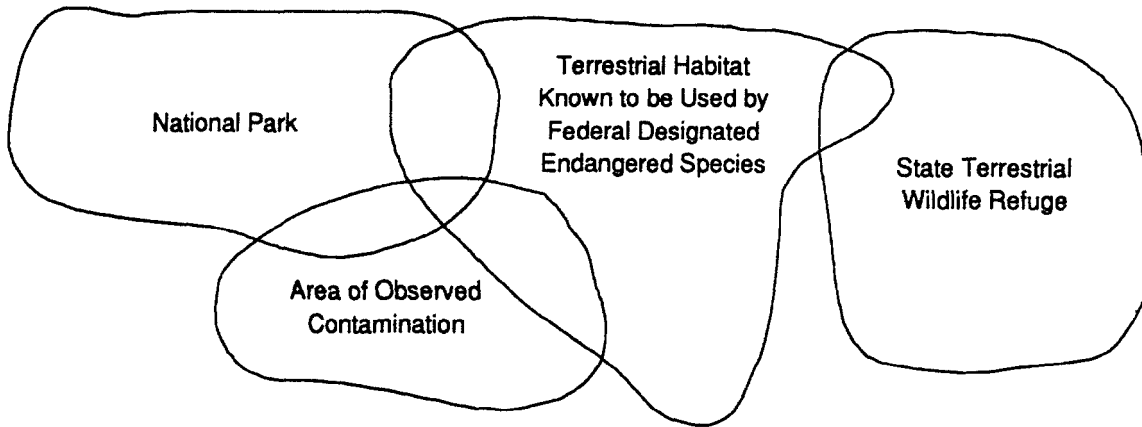 National Park
Terrestrial Habitat
Known to be Used by
Federal Designated
Endangered Species
State Terrestrial
Wildlife Refuge
Area of Observed
Contamination